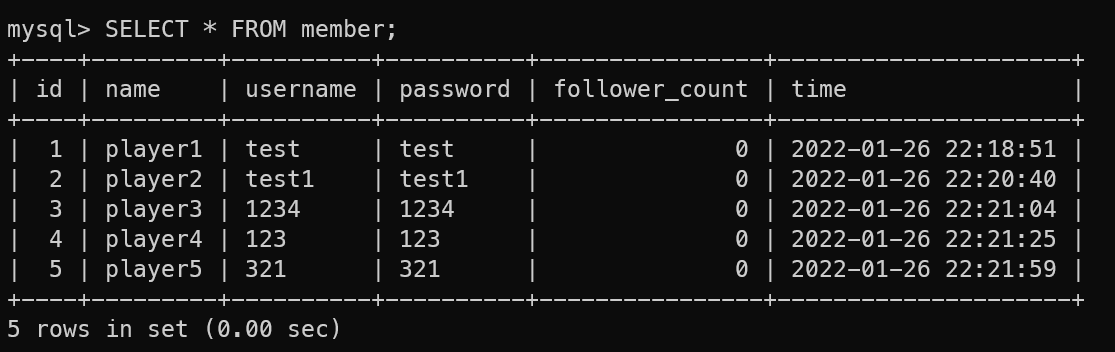 mysql> SELECT * FROM member;
+----+---------+----------+----------+----------------+---------------------+
| id | name    | username | password | follower_count | time                |
+----+---------+----------+----------+----------------+---------------------+
|  1 | player1 | test     | test     |              0 | 2022-01-26 22:18:51 |
|  2 | player2 | test1    | test1    |              0 | 2022-01-26 22:20:40 |
|  3 | player3 | 1234     | 1234     |              0 | 2022-01-26 22:21:04 |
|  4 | player4 | 123      | 123      |              0 | 2022-01-26 22:21:25 |
|  5 | player5 | 321      | 321      |              0 | 2022-01-26 22:21:59 |
+----+---------+----------+----------+----------------+---------------------+
5 rows in set (0.00 sec)